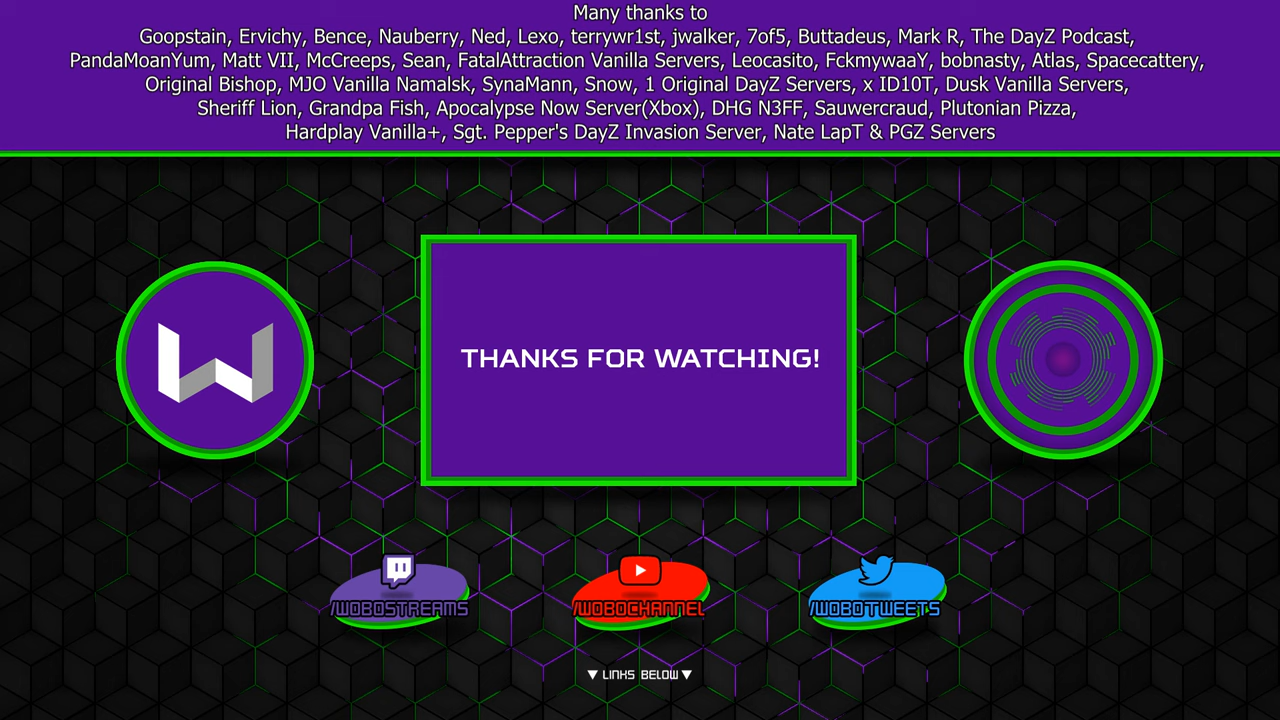 Many thanks to
Goopstain, Ervichy, Bence, Nauberry, Ned, Lexo, terrywr1st, jwalker, 7of5, Buttadeus, Mark R, The DayZ Podcast,
PandaMoanYum, Matt VII, McCreeps, Sean, FatalAttraction Vanilla Servers, Leocasito, FckmywaaY, bobnasty, Atlas, Spacecattery,
Original Bishop, MJO Vanilla Namalsk, SynaMann, Snow, 1 Original DayZ Servers, x ID10T, Dusk Vanilla Servers,
Sheriff Lion, Grandpa Fish, Apocalypse Now Server(Xbox), DHG N3FF, Sauwercraud, Plutonian Pizza,
Hardplay Vanilla+, Sgt. Pepper's DayZ Invasion Server, Nate LapT & PGZ Servers
W
THANKS FOR WATCHING!
/WOBOSTREAMS
/WOBOCHANNEL
/WOBOTWEETS
▼ LINKS BELOW ▼